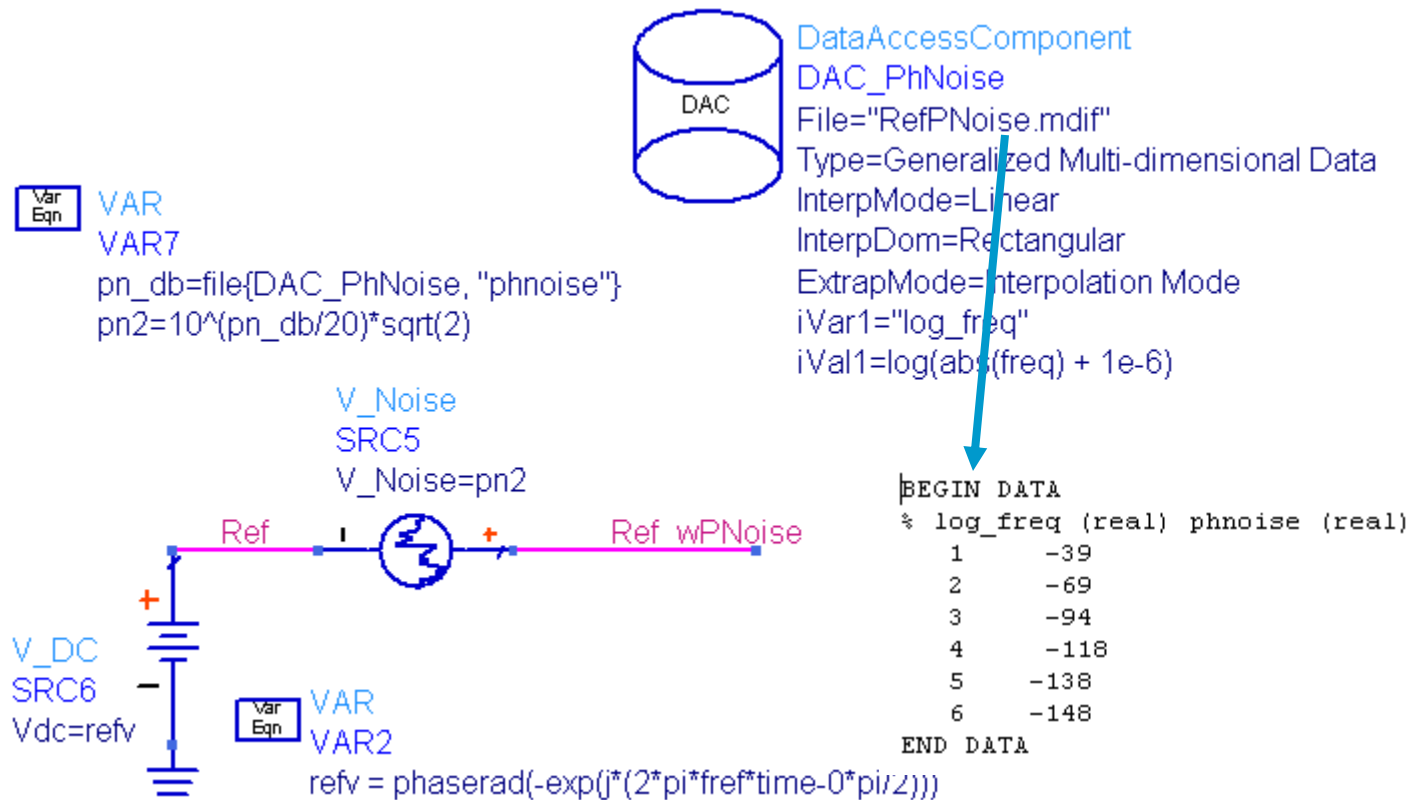 DataAccessComponent
DAC_PhNoise
File="RefPNoise.mdif"
Type=Generalized Multi-dimensional Data
InterpMode=Linear
InterpDom=Rectangular
ExtrapMode=Interpolation Mode
iVar1="log_freq"
iVal1=log(abs(freq) + 1e-6)
DAC
Var
Eqn
VAR
VAR7
pn_db=file{DAC_PhNoise, "phnoise"}
pn2=10^(pn_db/20)*sqrt(2)
V_Noise
SRC5
V_Noise=pn2
Ref
Ref_wPNoise
V_DC
SRC6
Vdc=refv
Var
Eqn
VAR
VAR2
refv = phaserad(-exp(j*(2*pi*fref*time-0*pi/2)))
BEGIN DATA
% log_freq (real) phnoise (real)
1 -39
2 -69
3 -94
4 -118
5 -138
6 -148
END DATA